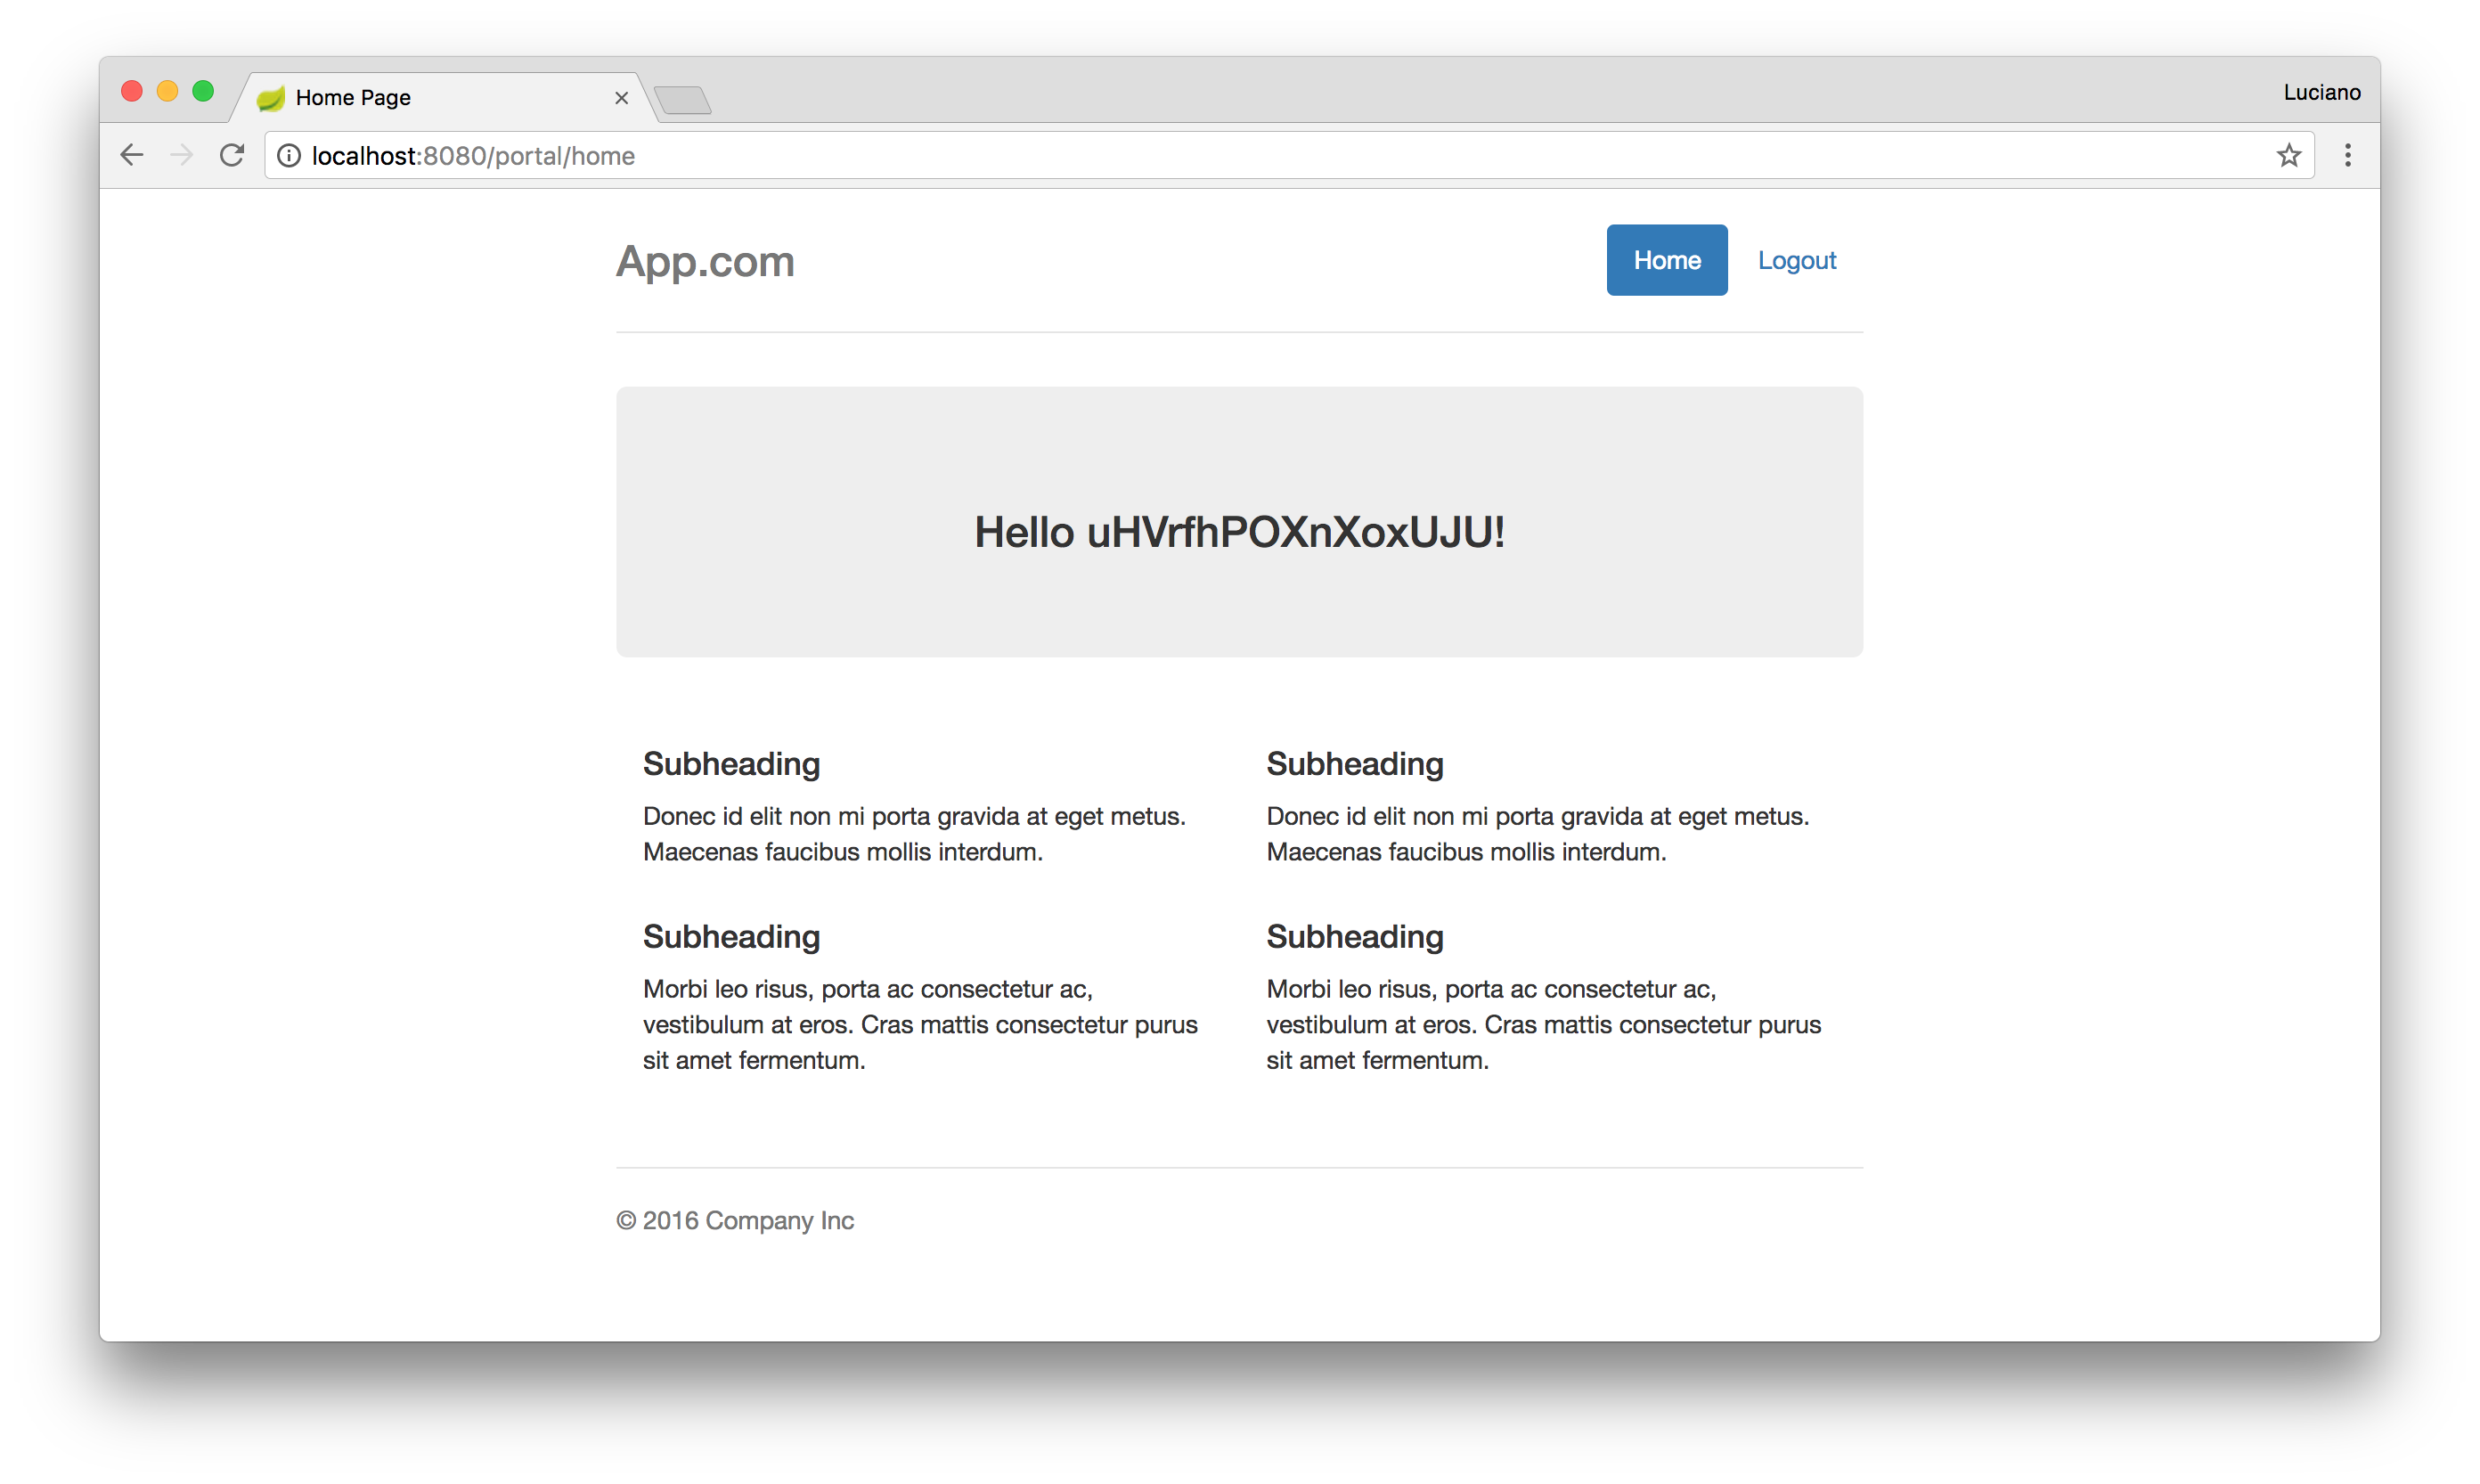 Home Page
Luciano
localhost:8080/portal/home
App.com
Home
Logout
Hello uHVrfhPOXnXoxUJU!
Subheading
Donec id elit non mi porta gravida at eget metus.
Maecenas faucibus mollis interdum.
Subheading
Morbi leo risus, porta ac consectetur ac,
vestibulum at eros. Cras mattis consectetur purus
sit amet fermentum.
Subheading
Donec id elit non mi porta gravida at eget metus.
Maecenas faucibus mollis interdum.
Subheading
Morbi leo risus, porta ac consectetur ac,
vestibulum at eros. Cras mattis consectetur purus
sit amet fermentum.
© 2016 Company Inc